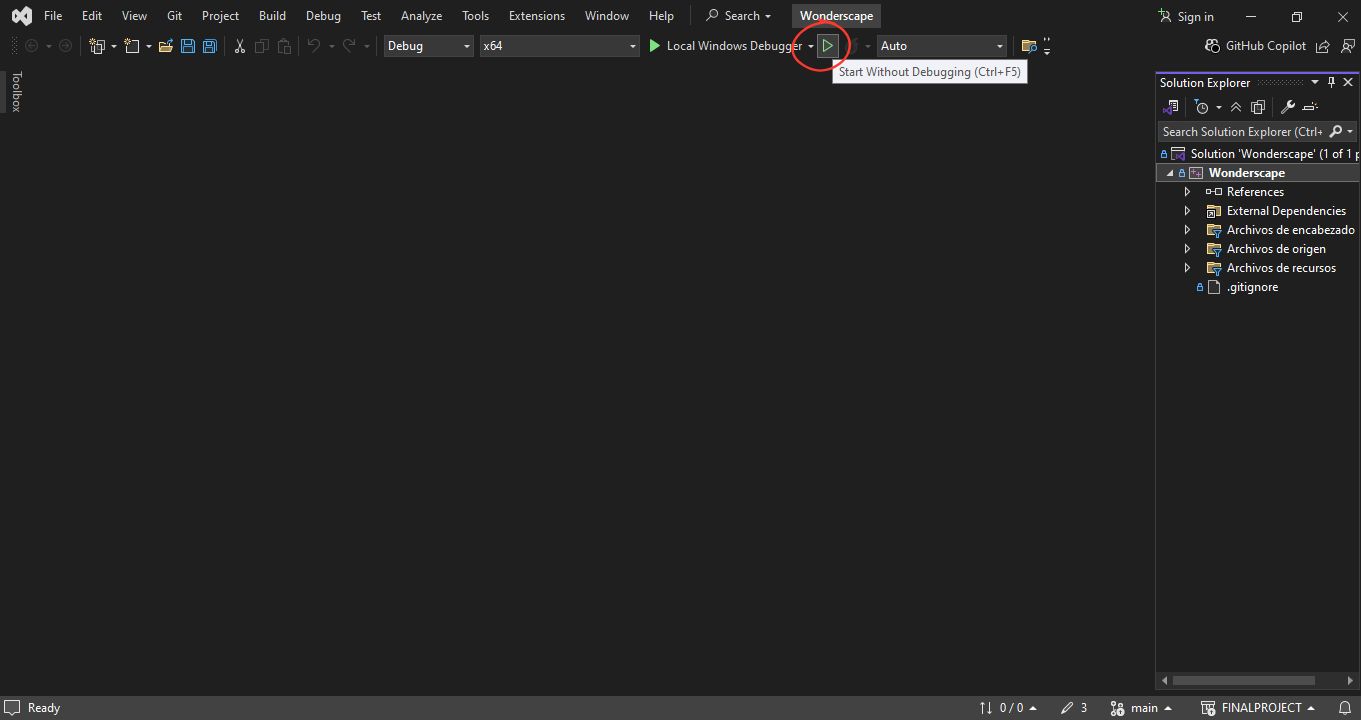 File Edit View Git Project Build Debug Test Analyze Tools Extensions Window Help Search Wonderscape Sign in
Debug x64 Local Windows Debugger Auto GitHub Copilot
Start Without Debugging (Ctrl+F5)
Toolbox
Solution Explorer
Search Solution Explorer (Ctrl+
Solution 'Wonderscape' (1 of 1 p
Wonderscape
References
External Dependencies
Archivos de encabezado
Archivos de origen
Archivos de recursos
.gitignore
Ready 0 / 0 3 main FINALPROJECT